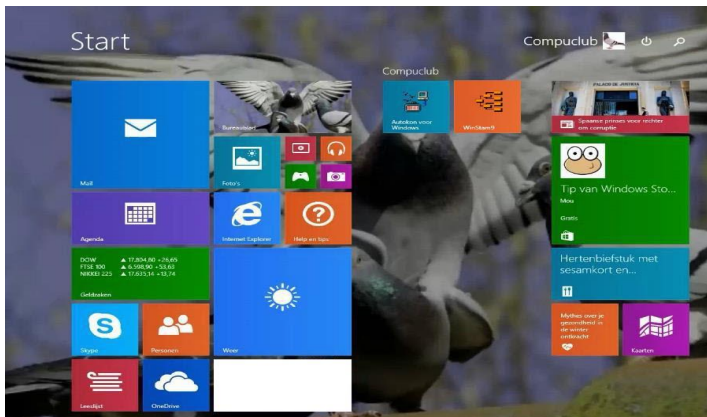 Start
Compuclub
Compuclub
Mail
Bureaublad
Foto's
Agenda
Internet Explorer
Help en tips
DOW ▲ 17.804,80 +26,65
FTSE 100 ▲ 6.598,90 +53,63
NIKKEI 225 ▲ 17.635,14 +13,74
Geldzaken
Skype
Personen
Weer
Leeslijst
OneDrive
Autokon voor
Windows
Spaanse prinses voor rechter
om corruptie
Tip van Windows Sto...
Mou
Gratis
Hertenbiefstuk met
sesamkort en...
Mythes over je
gezondheid in
de winter
ontkracht
Kaarten